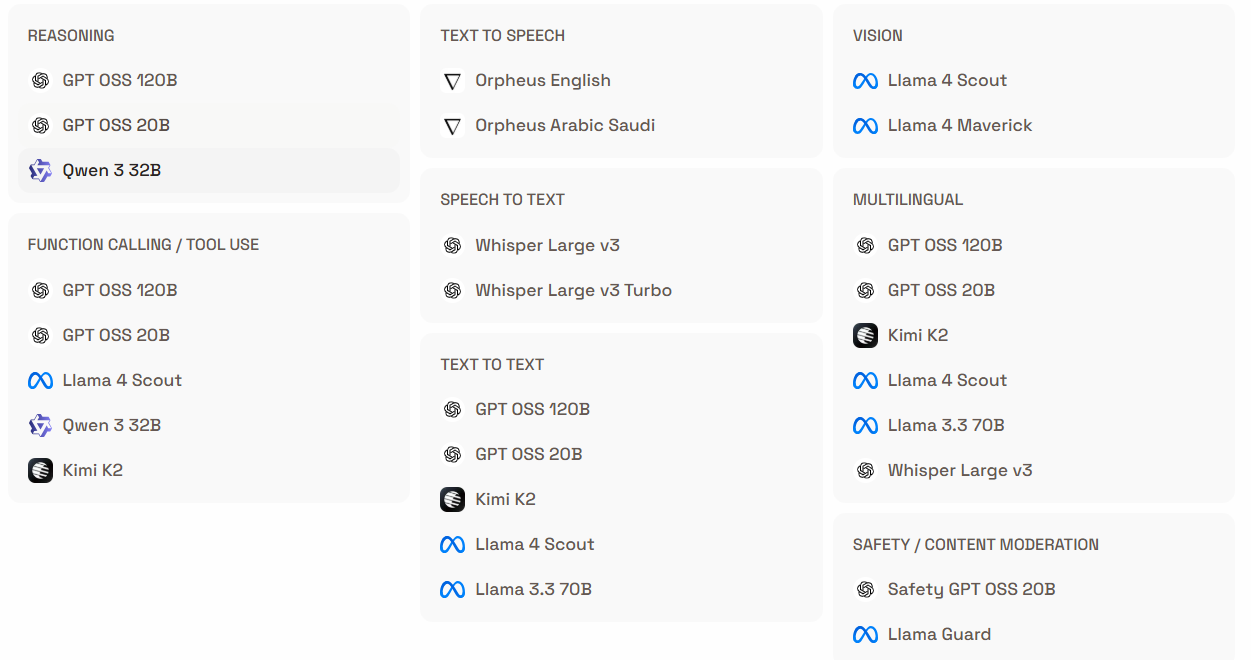 REASONING
GPT OSS 120B
GPT OSS 20B
Qwen 3 32B
FUNCTION CALLING / TOOL USE
GPT OSS 120B
GPT OSS 20B
Llama 4 Scout
Qwen 3 32B
Kimi K2
TEXT TO SPEECH
Orpheus English
Orpheus Arabic Saudi
SPEECH TO TEXT
Whisper Large v3
Whisper Large v3 Turbo
TEXT TO TEXT
GPT OSS 120B
GPT OSS 20B
Kimi K2
Llama 4 Scout
Llama 3.3 70B
VISION
Llama 4 Scout
Llama 4 Maverick
MULTILINGUAL
GPT OSS 120B
GPT OSS 20B
Kimi K2
Llama 4 Scout
Llama 3.3 70B
Whisper Large v3
SAFETY / CONTENT MODERATION
Safety GPT OSS 20B
Llama Guard